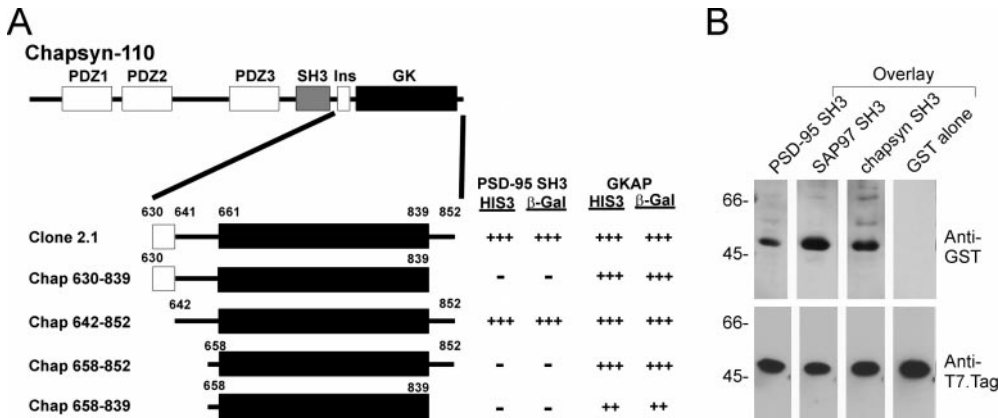 A
Chapsyn-110
PDZ1 PDZ2 PDZ3 SH3 Ins GK
PSD-95 SH3 GKAP
HIS3 β-Gal HIS3 β-Gal
630 641 661 839 852
Clone 2.1 +++ +++ +++ +++
630 839
Chap 630-839 - - +++ +++
642 852
Chap 642-852 +++ +++ +++ +++
658 852
Chap 658-852 - - +++ +++
658 839
Chap 658-839 - - ++ ++
B
Overlay
PSD-95 SH3
SAP97 SH3
chapsyn SH3
GST alone
66-
45-
Anti-
GST
66-
45-
Anti-
T7.Tag